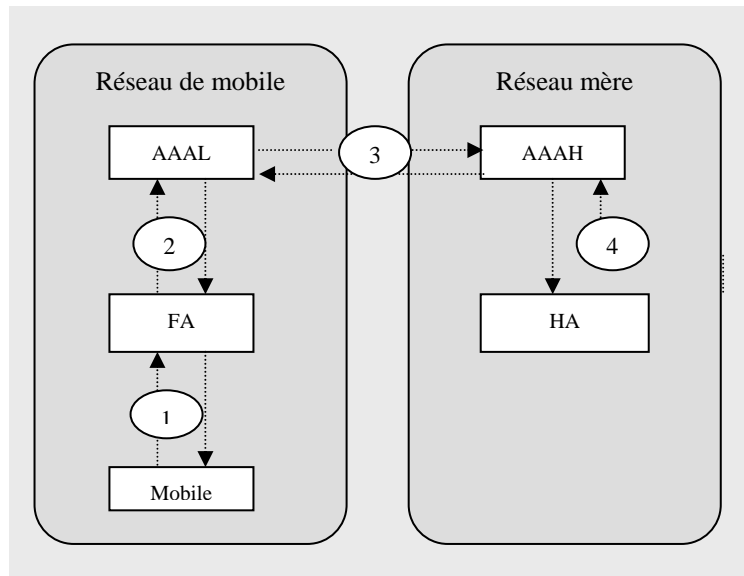 Réseau de mobile
Réseau mère
AAAL
3
AAAH
2
4
FA
HA
1
Mobile